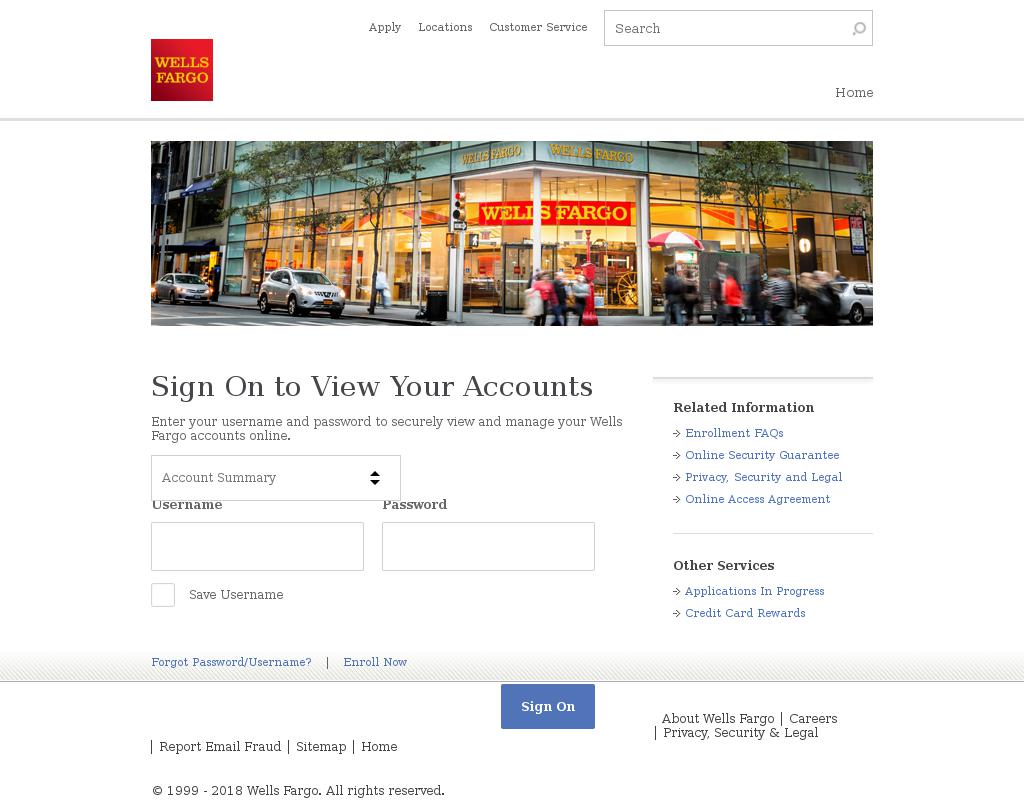 Apply Locations Customer Service Search
WELLS
FARGO
Home
WELLS FARGO WELLS FARGO
WELLS FARGO
Sign On to View Your Accounts
Enter your username and password to securely view and manage your Wells
Fargo accounts online.
Account Summary
Username Password
Save Username
Related Information
Enrollment FAQs
Online Security Guarantee
Privacy, Security and Legal
Online Access Agreement
Other Services
Applications In Progress
Credit Card Rewards
Forgot Password/Username? | Enroll Now
Sign On
About Wells Fargo | Careers
| Privacy, Security & Legal
| Report Email Fraud | Sitemap | Home
© 1999 - 2018 Wells Fargo. All rights reserved.